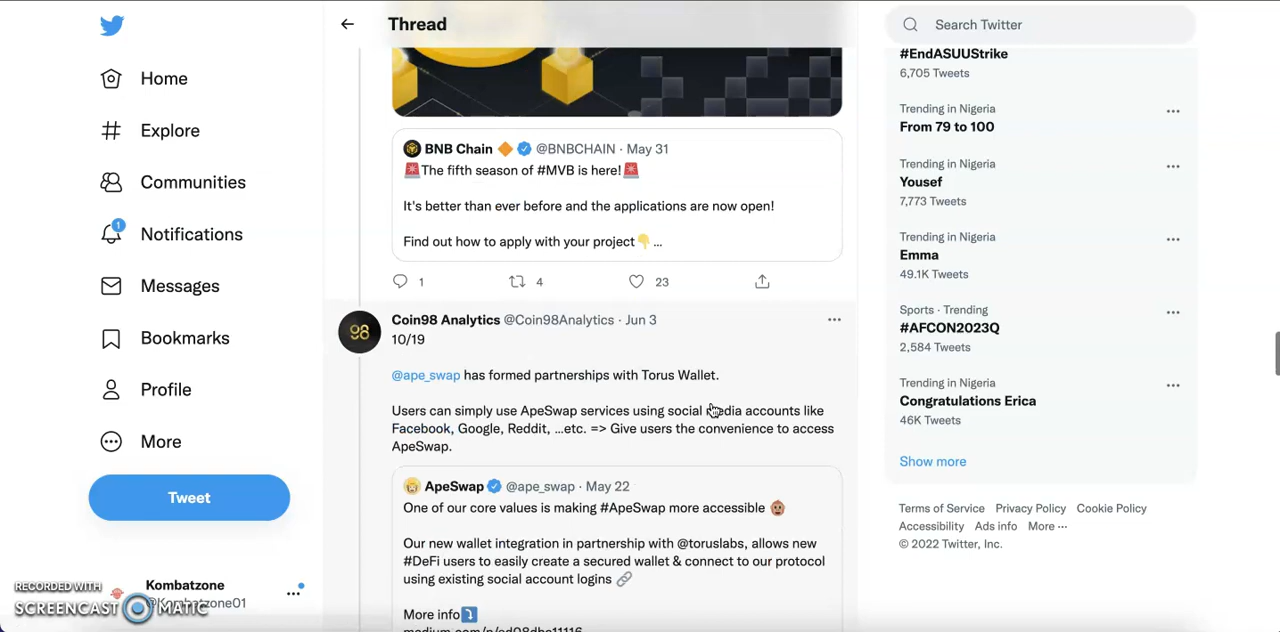 Home
Explore
Communities
Notifications
1
Messages
Bookmarks
Profile
More
Tweet
Kombatzone
@Kombatzone01
RECORDED WITH
SCREENCAST MATIC
Thread
BNB Chain @BNBCHAIN · May 31
The fifth season of #MVB is here!
It's better than ever before and the applications are now open!
Find out how to apply with your project ...
1 4 23
Coin98 Analytics @Coin98Analytics · Jun 3
98
10/19
@ape_swap has formed partnerships with Torus Wallet.
Users can simply use ApeSwap services using social media accounts like
Facebook, Google, Reddit, ...etc. => Give users the convenience to access
ApeSwap.
ApeSwap @ape_swap · May 22
One of our core values is making #ApeSwap more accessible
Our new wallet integration in partnership with @toruslabs, allows new
#DeFi users to easily create a secured wallet & connect to our protocol
using existing social account logins
More info
Search Twitter
#EndASUUStrike
6,705 Tweets
Trending in Nigeria
From 79 to 100
Trending in Nigeria
Yousef
7,773 Tweets
Trending in Nigeria
Emma
49.1K Tweets
Sports · Trending
#AFCON2023Q
2,584 Tweets
Trending in Nigeria
Congratulations Erica
46K Tweets
Show more
Terms of Service Privacy Policy Cookie Policy
Accessibility Ads info More ···
© 2022 Twitter, Inc.